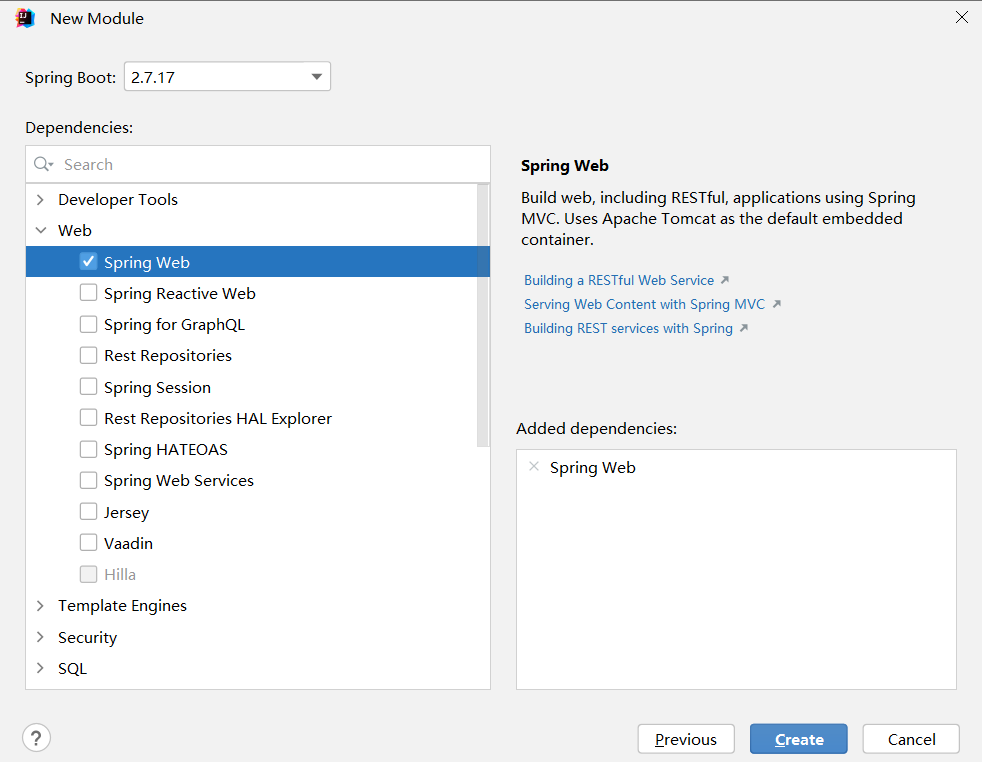 New Module
Spring Boot: 2.7.17
Dependencies:
Search
Developer Tools
Web
Spring Web
Spring Reactive Web
Spring for GraphQL
Rest Repositories
Spring Session
Rest Repositories HAL Explorer
Spring HATEOAS
Spring Web Services
Jersey
Vaadin
Hilla
Template Engines
Security
SQL
Spring Web
Build web, including RESTful, applications using Spring
MVC. Uses Apache Tomcat as the default embedded
container.
Building a RESTful Web Service
Serving Web Content with Spring MVC
Building REST services with Spring
Added dependencies:
Spring Web
?
Previous
Create
Cancel